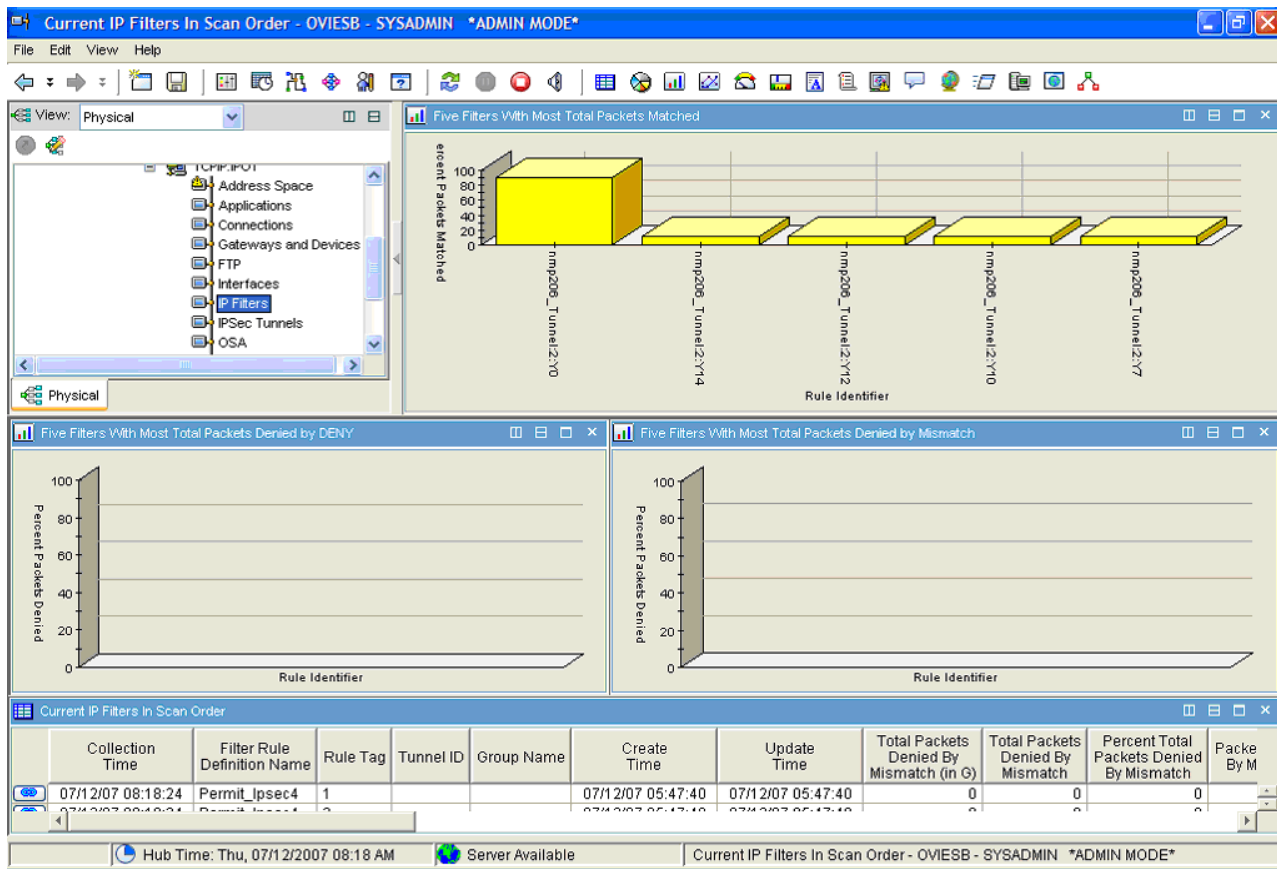 Current IP Filters In Scan Order - OVIESB - SYSADMIN *ADMIN MODE*
File Edit View Help
View: Physical
TCPIP.IPOT
Address Space
Applications
Connections
Gateways and Devices
FTP
Interfaces
IP Filters
IPSec Tunnels
OSA
Physical
Five Filters With Most Total Packets Matched
ercent Packets Matched
100
80
60
40
20
0
nmp206_Tunnel:2:Y0
nmp206_Tunnel:2:Y14
nmp206_Tunnel:2:Y12
nmp206_Tunnel:2:Y10
nmp206_Tunnel:2:Y7
Rule Identifier
Five Filters With Most Total Packets Denied by DENY
Percent Packets Denied
100
80
60
40
20
0
Rule Identifier
Five Filters With Most Total Packets Denied by Mismatch
Percent Packets Denied
100
80
60
40
20
0
Rule Identifier
Current IP Filters In Scan Order
Collection Time
Filter Rule Definition Name
Rule Tag
Tunnel ID
Group Name
Create Time
Update Time
Total Packets Denied By Mismatch (in G)
Total Packets Denied By Mismatch
Percent Total Packets Denied By Mismatch
Packe By M
07/12/07 08:18:24 Permit_Ipsec4 1 07/12/07 05:47:40 07/12/07 05:47:40 0 0 0
Hub Time: Thu, 07/12/2007 08:18 AM
Server Available
Current IP Filters In Scan Order - OVIESB - SYSADMIN *ADMIN MODE*